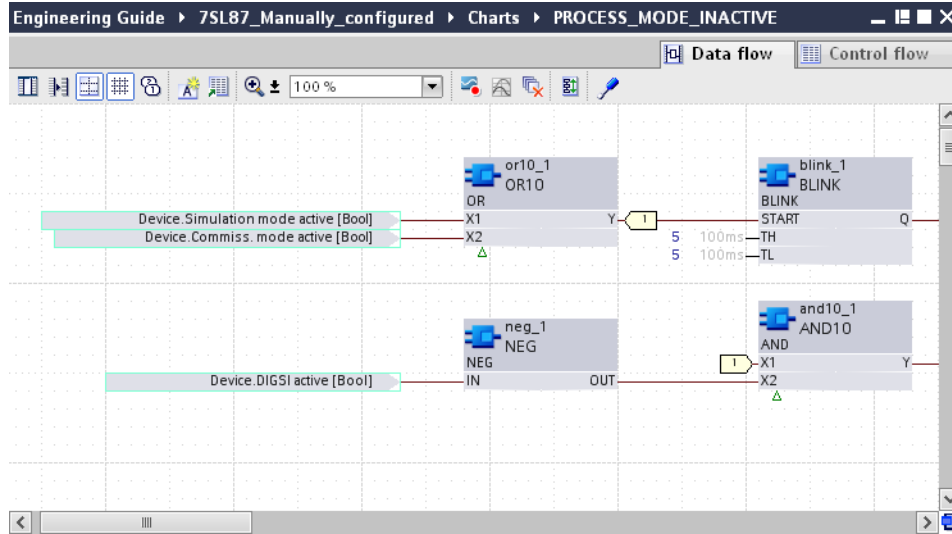 Engineering Guide ▸ 7SL87_Manually_configured ▸ Charts ▸ PROCESS_MODE_INACTIVE
Data flow Control flow
100 %
or10_1
OR10
OR
Device.Simulation mode active [Bool] X1 Y 1
Device.Commiss. mode active [Bool] X2
blink_1
BLINK
BLINK
START Q
5 100ms TH
5 100ms TL
neg_1
NEG
NEG
Device.DIGSI active [Bool] IN OUT
and10_1
AND10
AND
1 X1 Y
X2